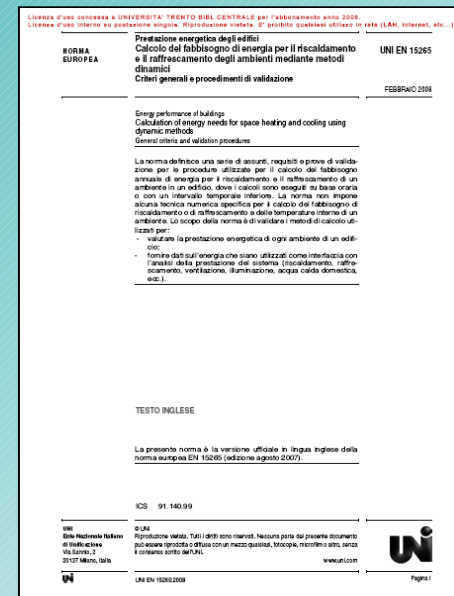 Licenza d'uso concessa a UNIVERSITA' TRENTO BIBL.CENTRALE per l'abbonamento anno 2008.
Licenza d'uso interno su postazione singola. Riproduzione vietata. E' proibito qualsiasi utilizzo in rete (LAN, internet, etc...)
NORMA
EUROPEA
Prestazione energetica degli edifici
Calcolo del fabbisogno di energia per il riscaldamento
e il raffrescamento degli ambienti mediante metodi
dinamici
Criteri generali e procedimenti di validazione
UNI EN 15265
FEBBRAIO 2008
Energy performance of buildings
Calculation of energy needs for space heating and cooling using
dynamic methods
General criteria and validation procedures
La norma definisce una serie di assunti, requisiti e prove di valida-
zione per le procedure utilizzate per il calcolo del fabbisogno
annuale di energia per il riscaldamento o il raffrescamento di un
ambiente in un edificio, dove i calcoli sono eseguiti su base oraria
o con un intervallo temporale inferiore. La norma non impone
alcuna tecnica numerica specifica per il calcolo del fabbisogno di
riscaldamento o di raffrescamento e delle temperature interne di un
ambiente. Lo scopo della norma è di validare i metodi di calcolo uti-
lizzati per:
- valutare la prestazione energetica di ogni ambiente di un edifi-
cio;
- fornire dati sull'energia che siano utilizzati come interfaccia con
l'analisi della prestazione del sistema (riscaldamento, raffre-
scamento, ventilazione, illuminazione, acqua calda domestica,
ecc.).
TESTO INGLESE
La presente norma è la versione ufficiale in lingua inglese della
norma europea EN 15265 (edizione agosto 2007).
ICS 91.140.99
UNI
Ente Nazionale Italiano
di Unificazione
Via Sannio, 2
20137 Milano, Italia
© UNI
Riproduzione vietata. Tutti i diritti sono riservati. Nessuna parte del presente documento
può essere riprodotta o diffusa con un mezzo qualsiasi, fotocopie, microfilm o altro, senza
il consenso scritto dell'UNI.
www.uni.com
UNI
UNI
UNI EN 15265:2008
Pagina I